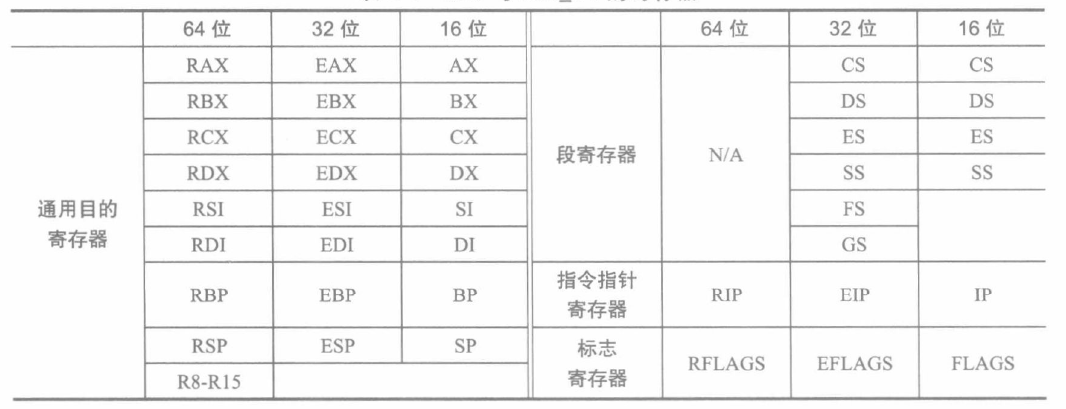 64 位 32 位 16 位 64 位 32 位 16 位
通用目的
寄存器
RAX EAX AX
RBX EBX BX
RCX ECX CX
RDX EDX DX
RSI ESI SI
RDI EDI DI
RBP EBP BP
RSP ESP SP
R8-R15
段寄存器 N/A
CS CS
DS DS
ES ES
SS SS
FS
GS
指令指针
寄存器
RIP EIP IP
标志
寄存器
RFLAGS EFLAGS FLAGS